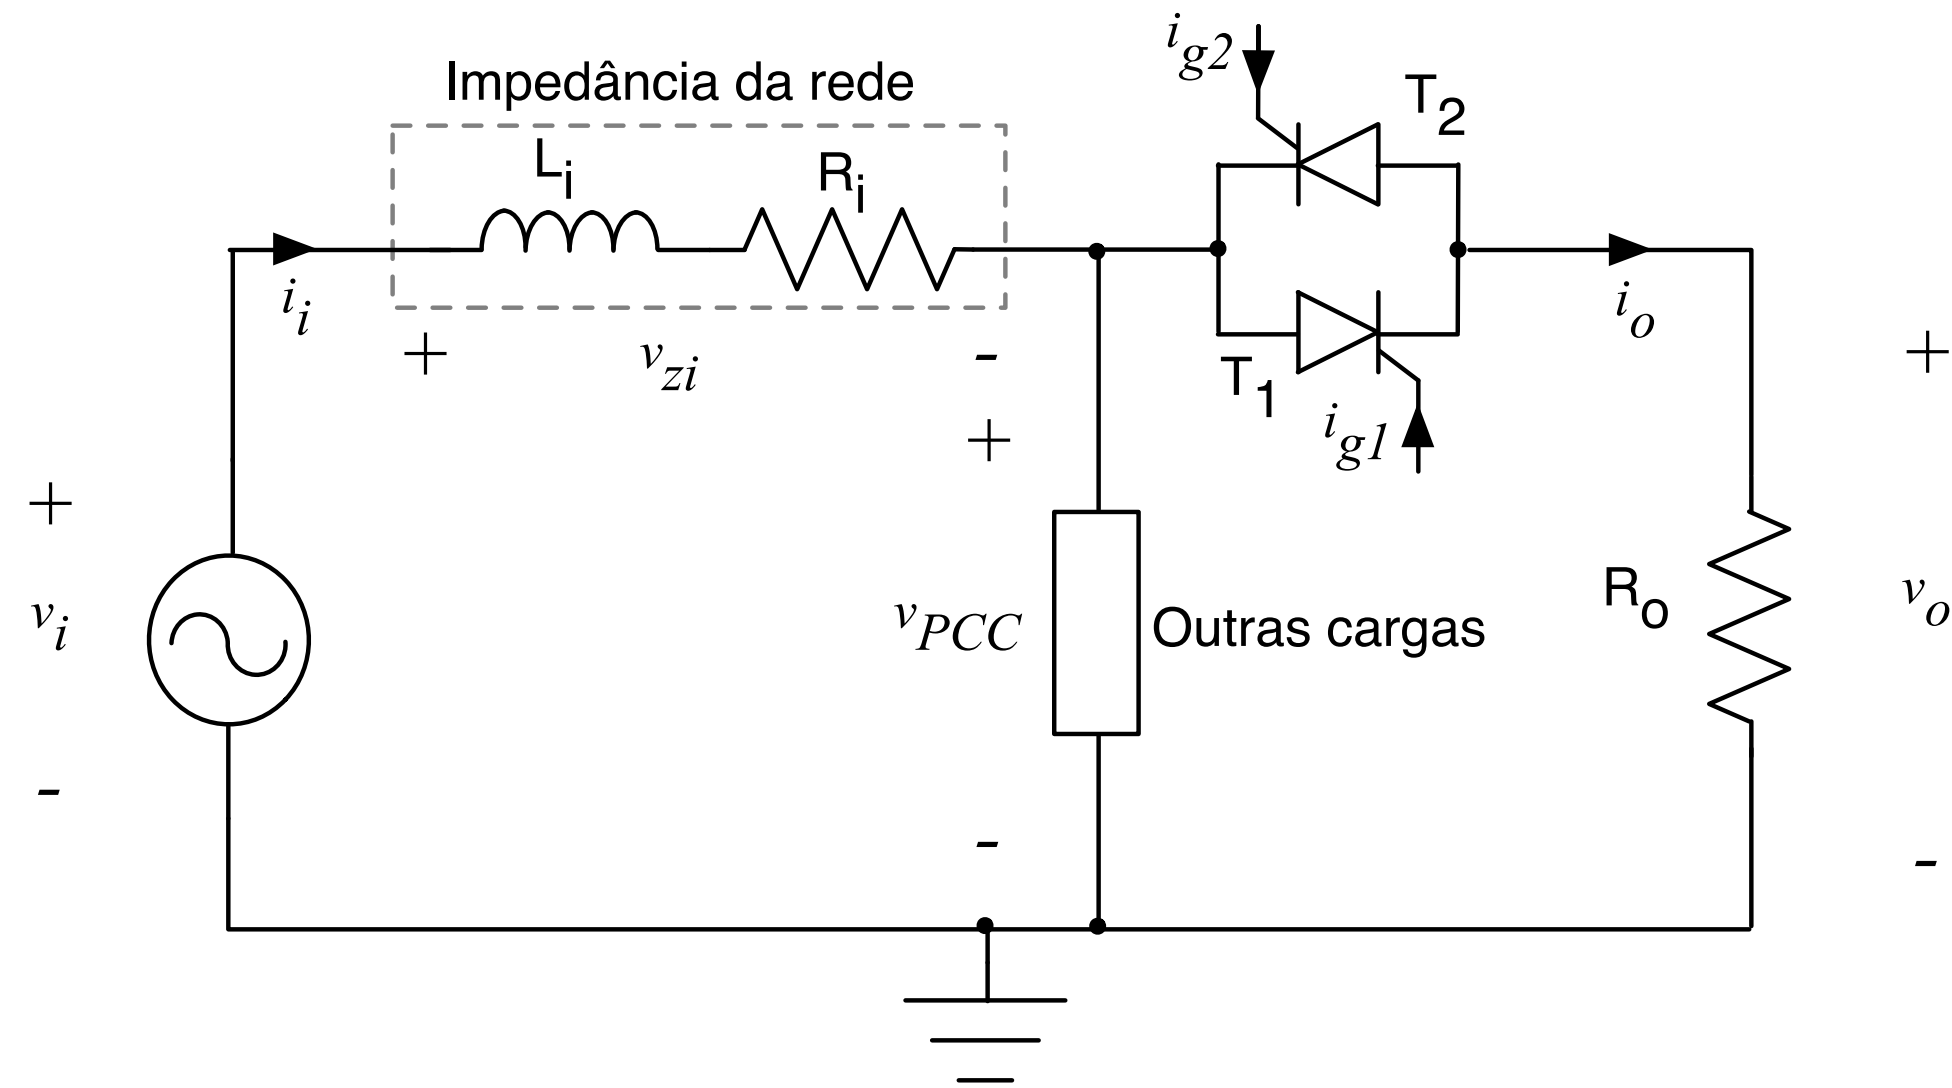 i_g2
Impedância da rede
T_2
L_i
R_i
i_i
i_o
+
v_zi
-
+
T_1
+
i_g1
+
v_i
R_o
v_o
v_PCC
Outras cargas
-
-
-